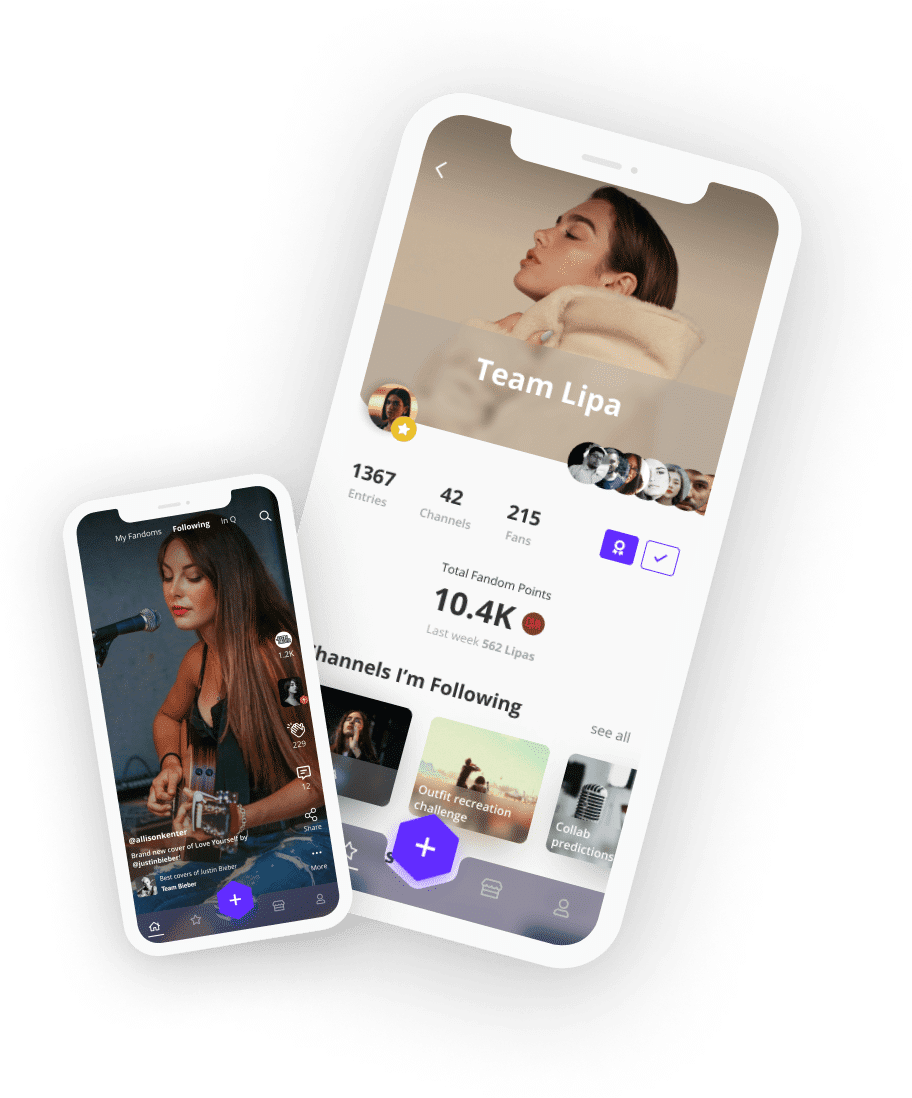 Team Lipa
1367
Entries
42
Channels
215
Fans
Total Fandom Points
10.4K
Last week 562 Lipas
hannels I'm Following
see all
Outfit recreation
challenge
Collab
predictions
My Fandoms Following In Q
1.2K
229
12
Share
More
@allisonkenter
Brand new cover of Love Yourself by
@justinbieber!
Best covers of Justin Bieber
Team Bieber